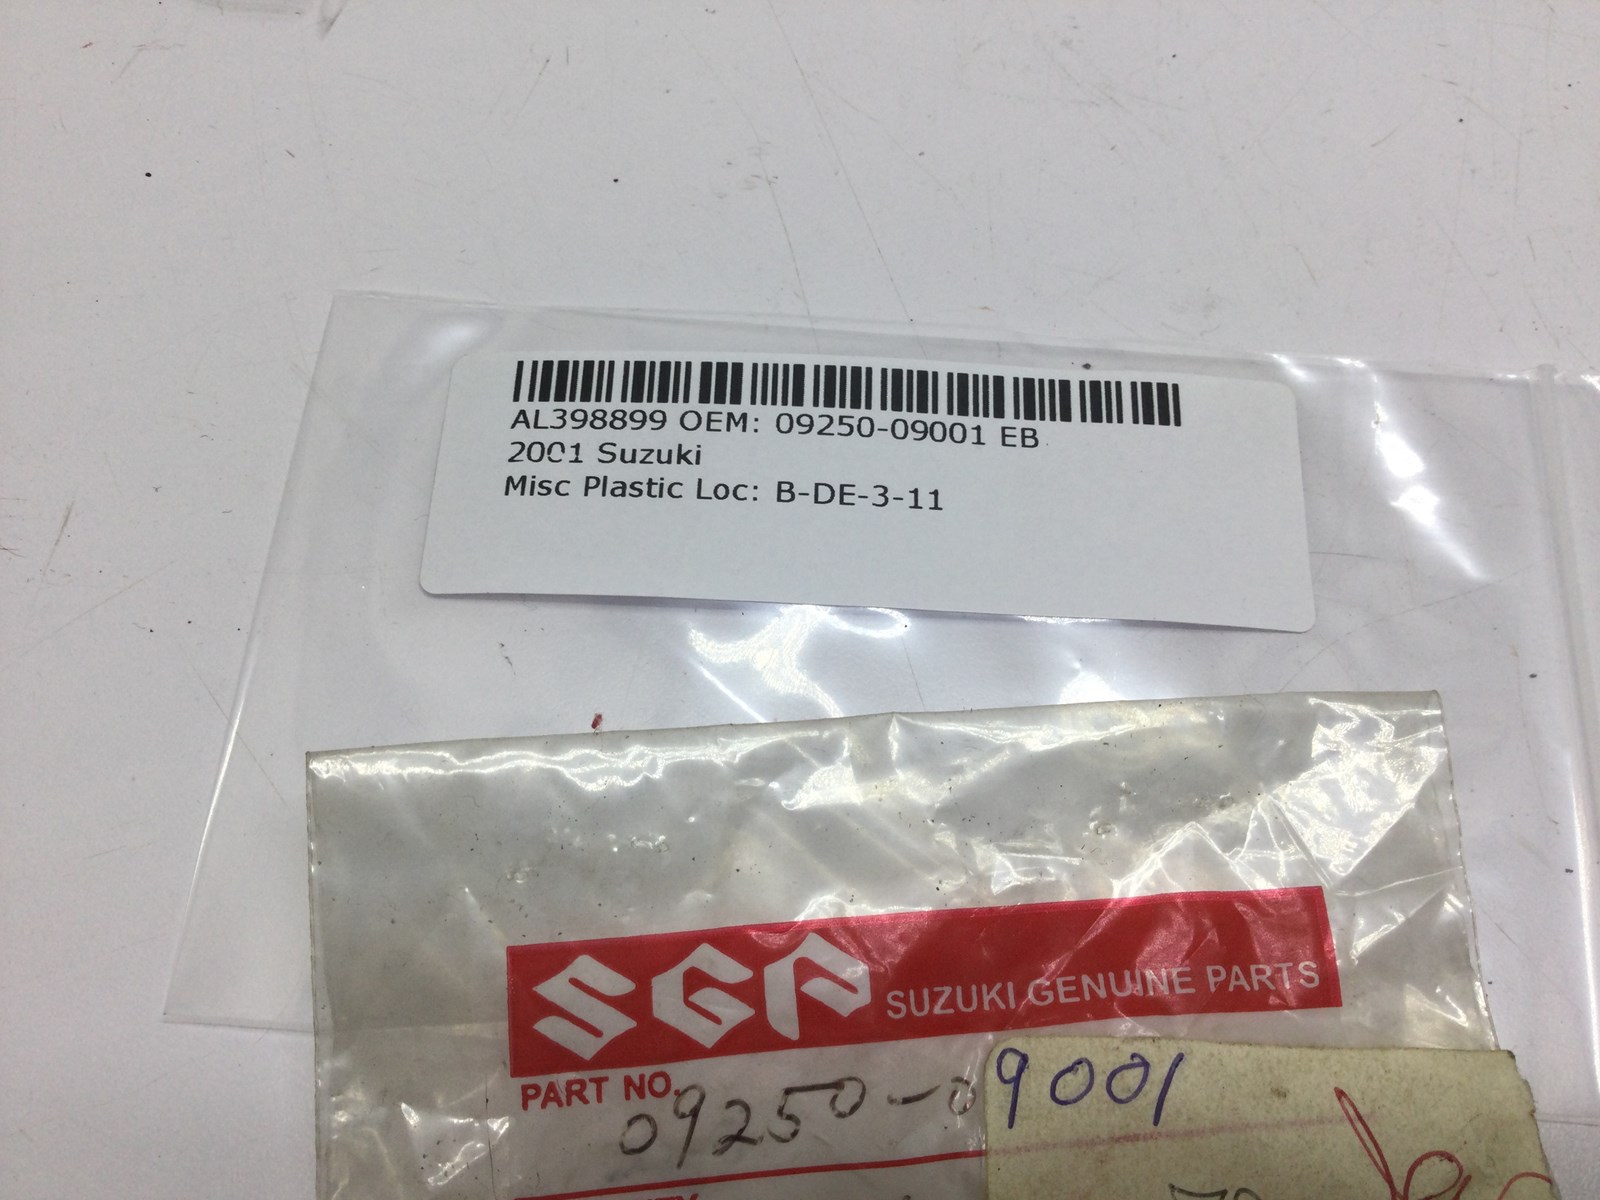 AL398899 OEM: 09250-09001 EB
2001 Suzuki
Misc Plastic Loc: B-DE-3-11
SGP SUZUKI GENUINE PARTS
PART NO. 09250-09001